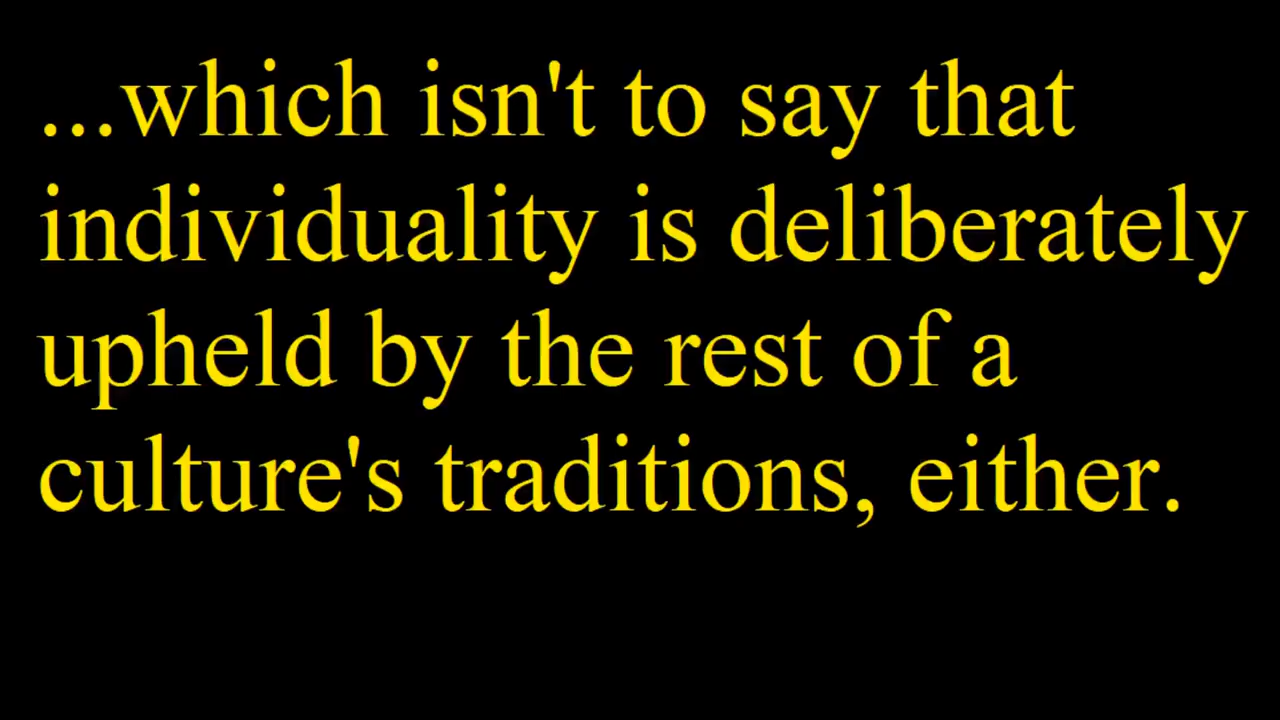 ...which isn't to say that
individuality is deliberately
upheld by the rest of a
culture's traditions, either.